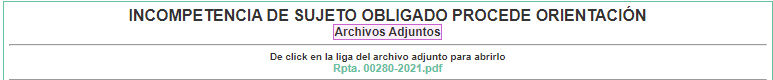 INCOMPETENCIA DE SUJETO OBLIGADO PROCEDE ORIENTACIÓN
Archivos Adjuntos
De click en la liga del archivo adjunto para abrirlo
Rpta. 00280-2021.pdf